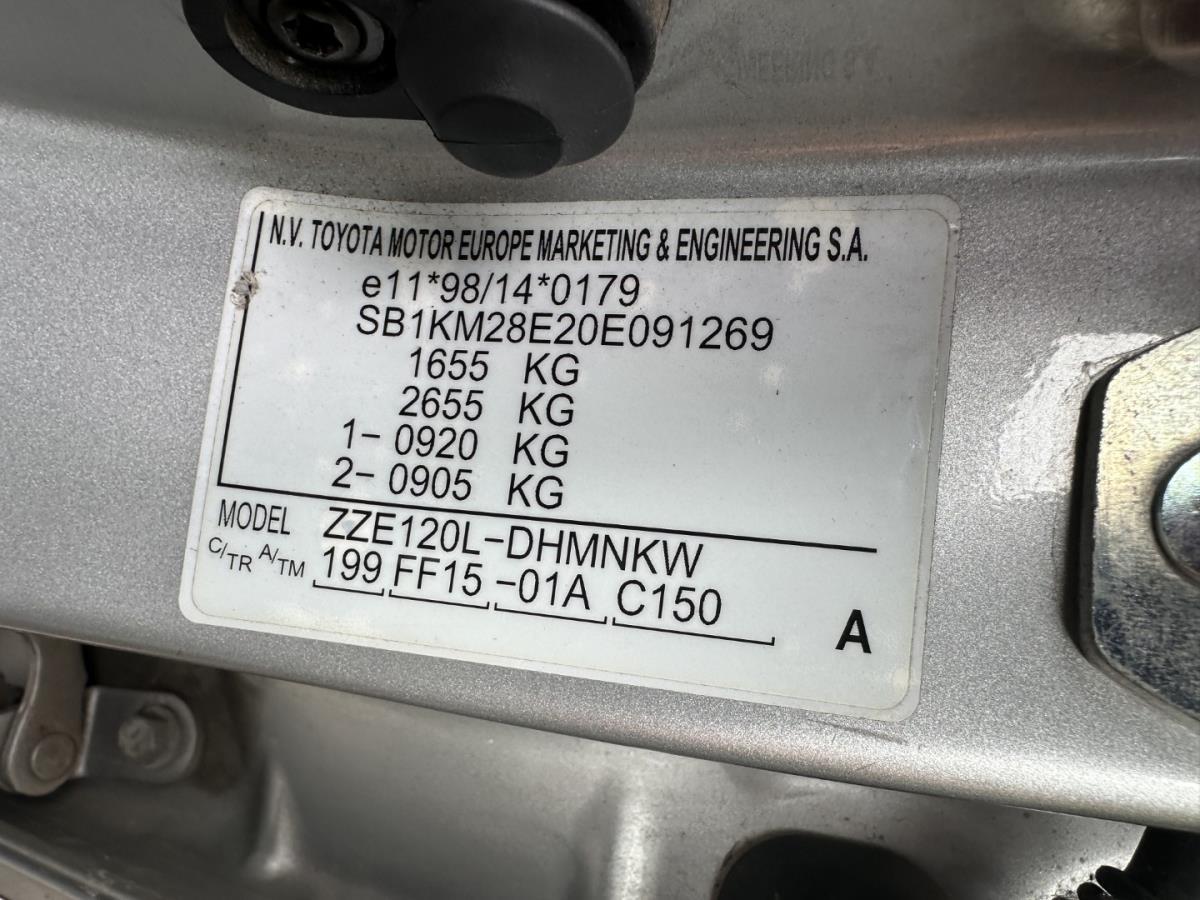 N.V. TOYOTA MOTOR EUROPE MARKETING & ENGINEERING S.A.
e11*98/14*0179
SB1KM28E20E091269
1655 KG
2655 KG
1- 0920 KG
2- 0905 KG
MODEL ZZE120L-DHMNKW
C/TR A/TM 199 FF15 -01A C150
A